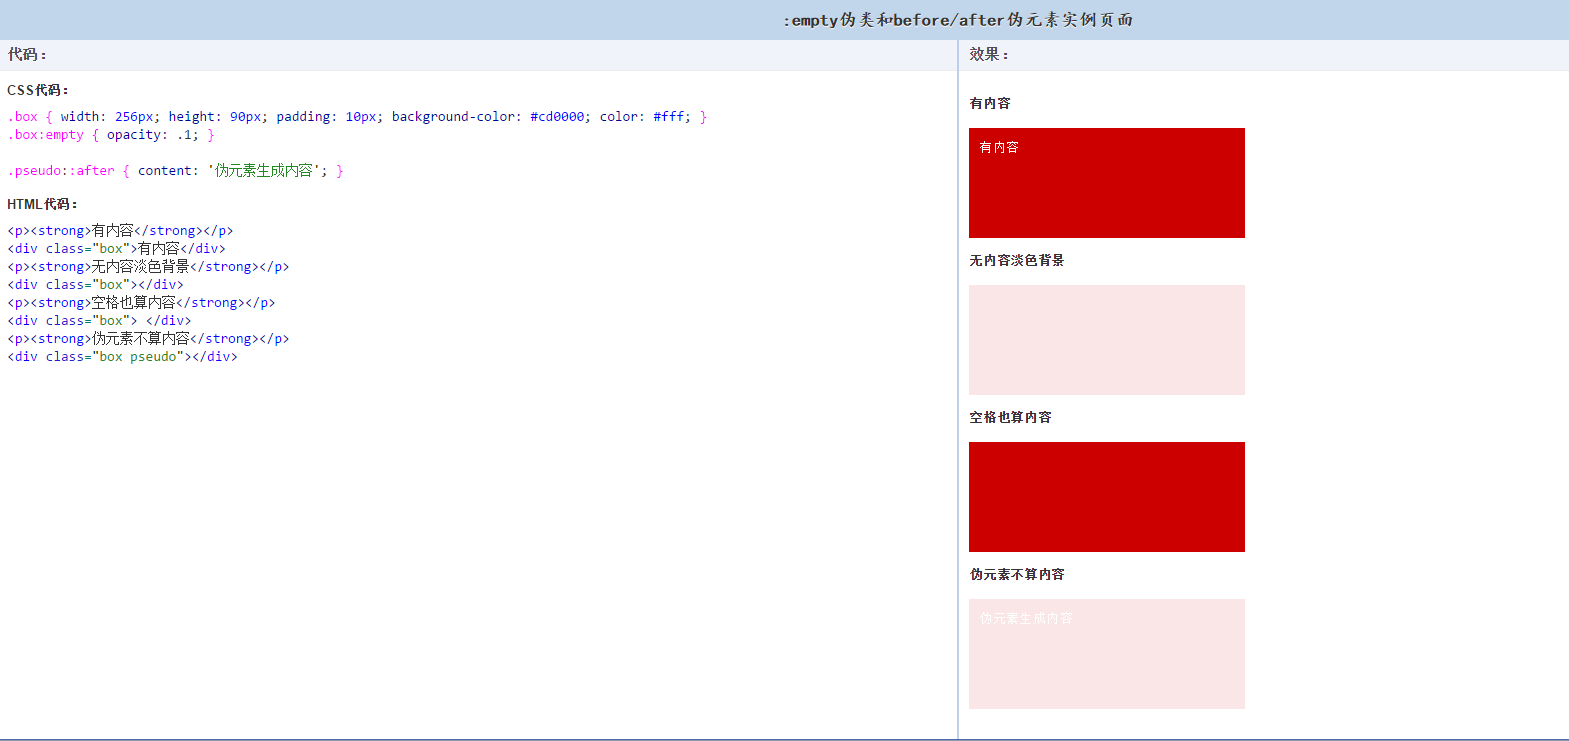 :empty伪类和before/after伪元素实例页面
代码：
CSS代码：
.box { width: 256px; height: 90px; padding: 10px; background-color: #cd0000; color: #fff; }
.box:empty { opacity: .1; }
.pseudo::after { content: '伪元素生成内容'; }
HTML代码：
<p><strong>有内容</strong></p>
<div class="box">有内容</div>
<p><strong>无内容淡色背景</strong></p>
<div class="box"></div>
<p><strong>空格也算内容</strong></p>
<div class="box"> </div>
<p><strong>伪元素不算内容</strong></p>
<div class="box pseudo"></div>
效果：
有内容
有内容
无内容淡色背景
空格也算内容
伪元素不算内容
伪元素生成内容